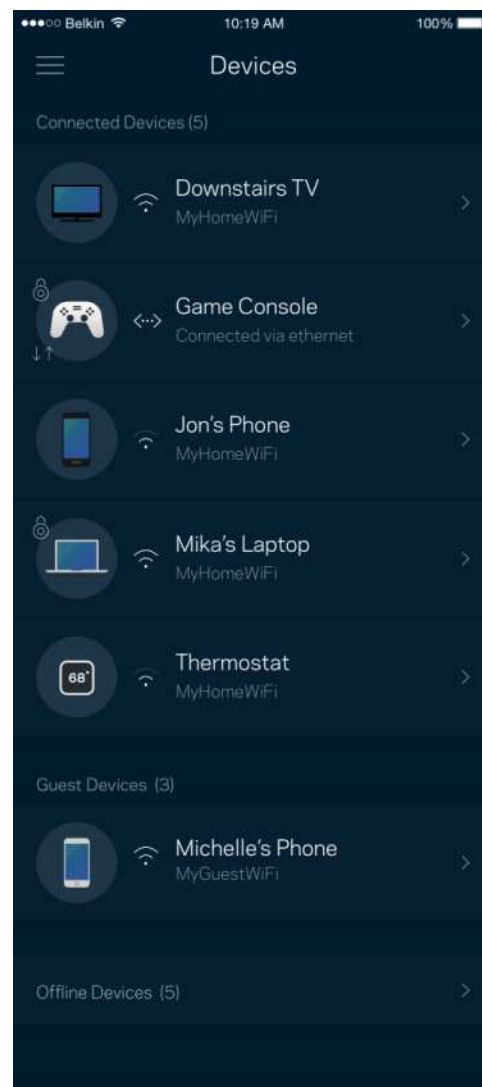 Belkin 10:19 AM 100%
Devices
Connected Devices (5)
Downstairs TV
MyHomeWiFi
Game Console
Connected via ethernet
Jon's Phone
MyHomeWiFi
Mika's Laptop
MyHomeWiFi
68°
Thermostat
MyHomeWiFi
Guest Devices (3)
Michelle's Phone
MyGuestWiFi
Offline Devices (5)